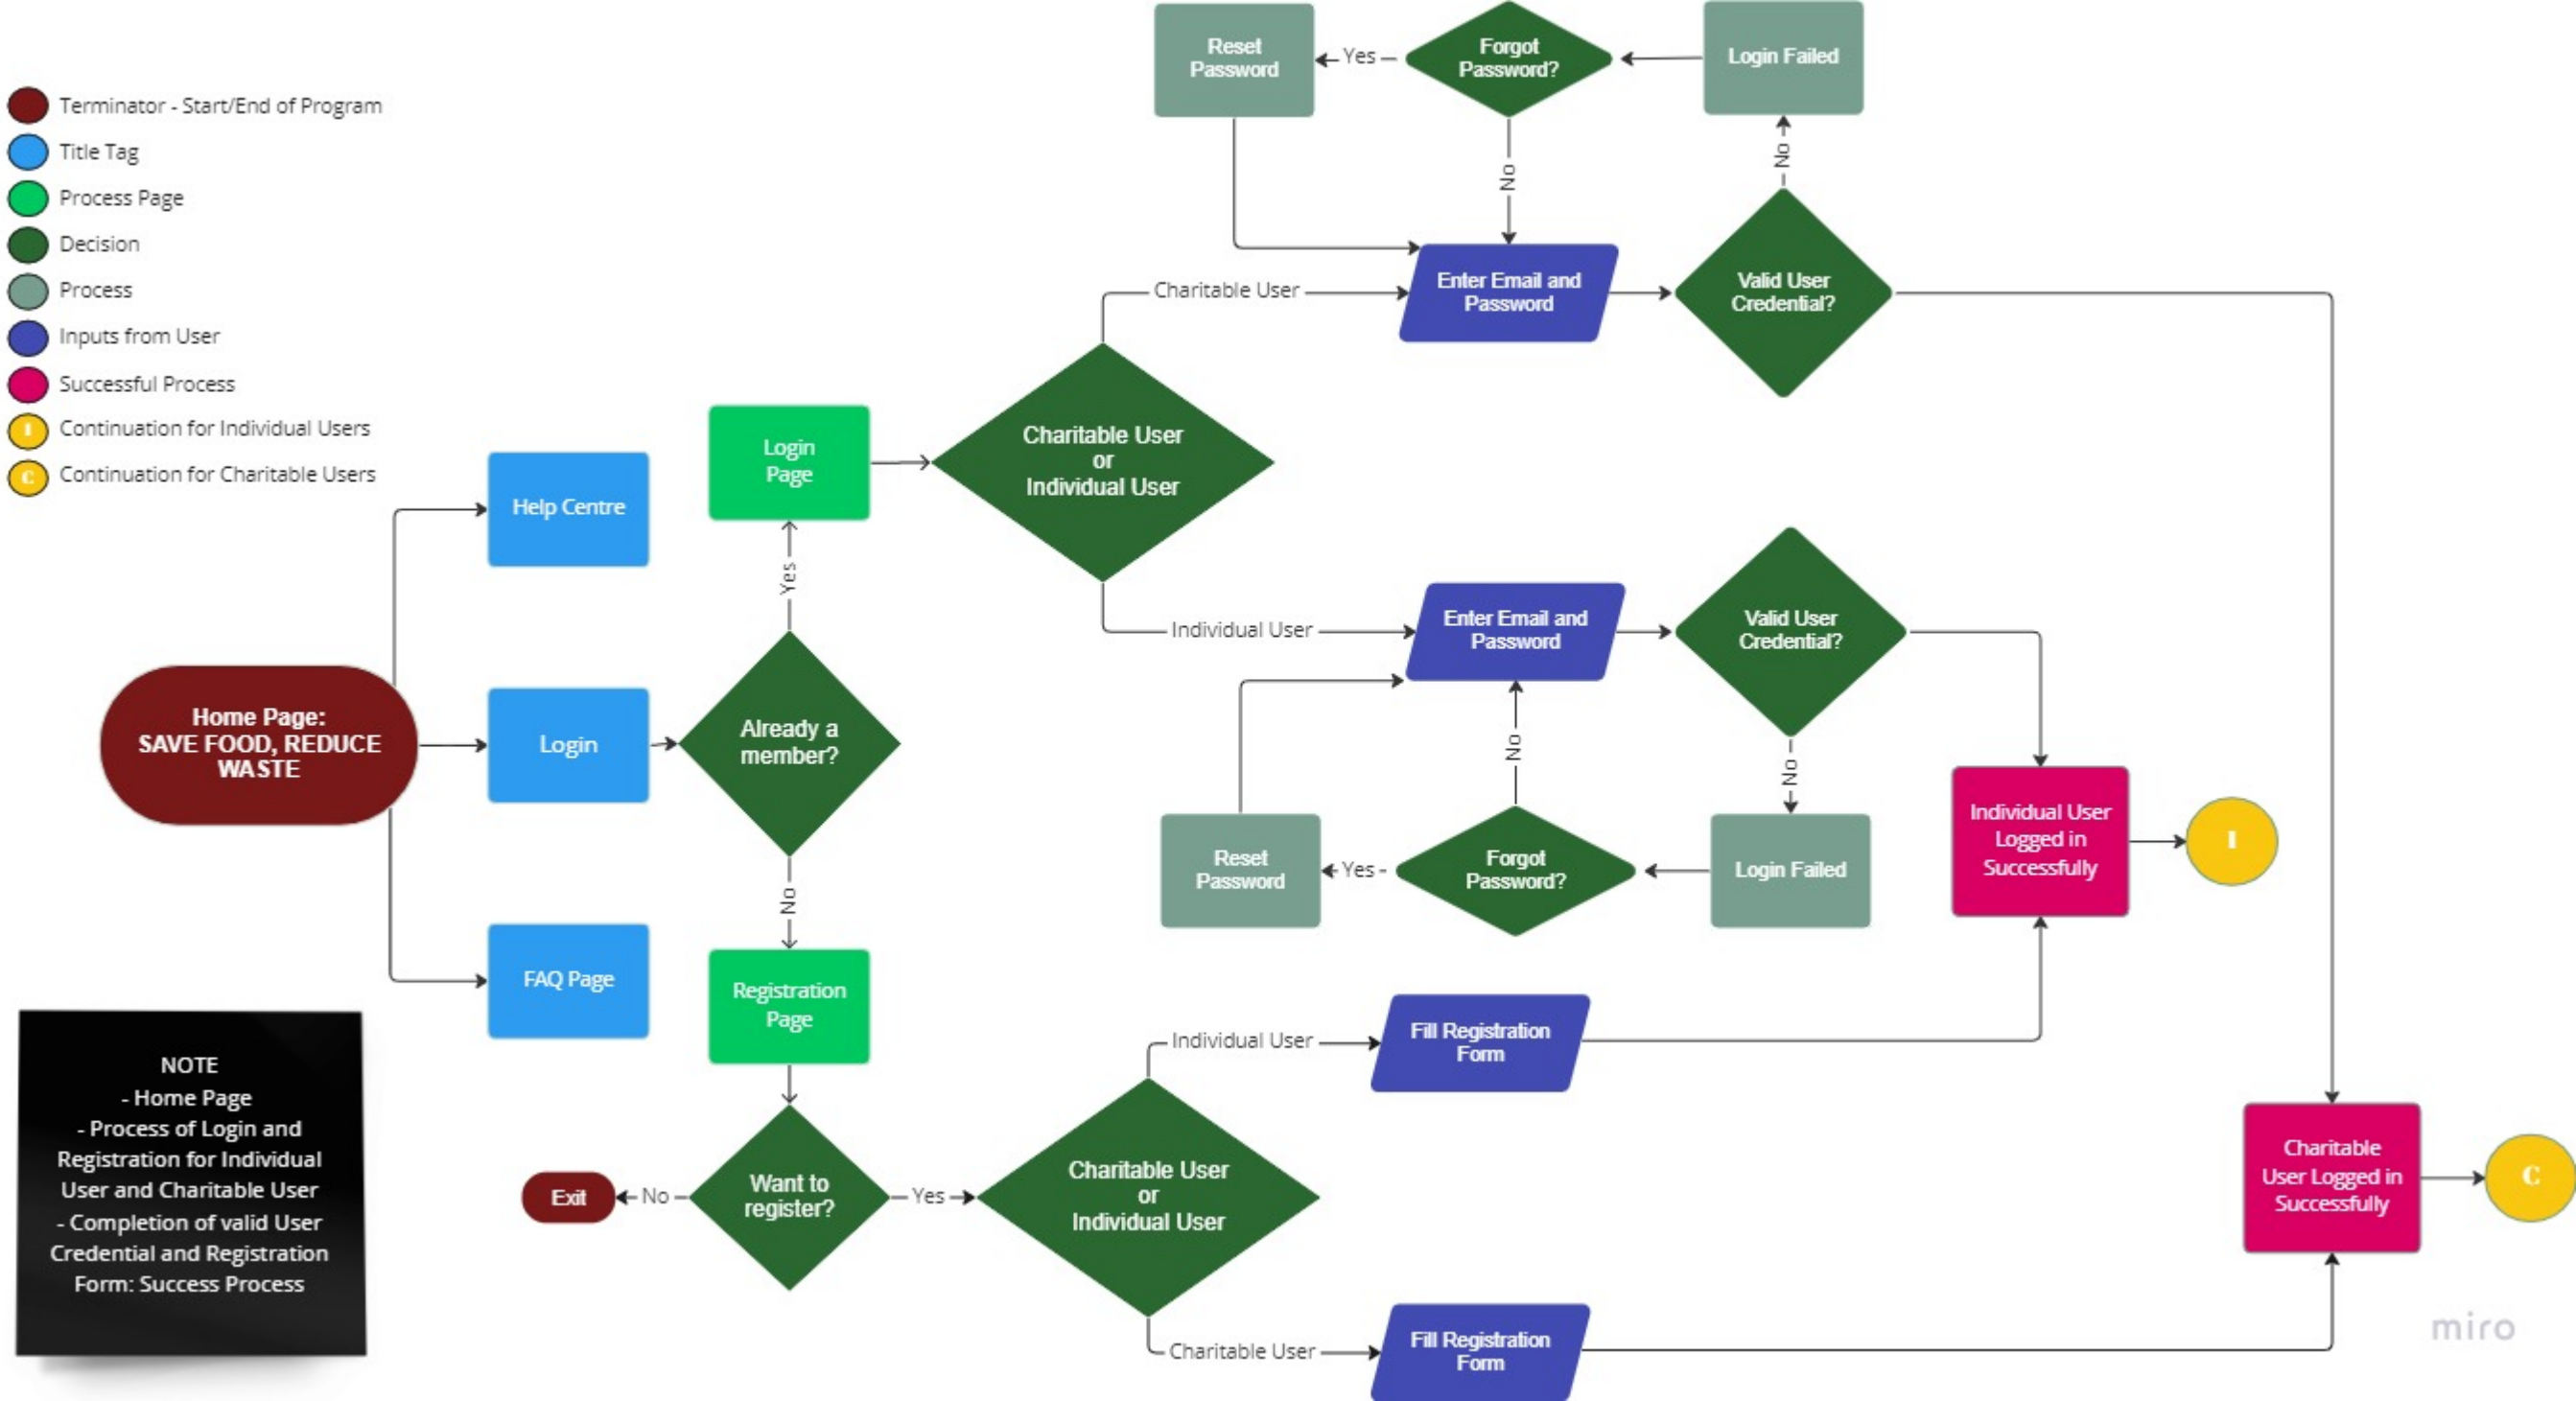 Terminator - Start/End of Program
Title Tag
Process Page
Decision
Process
Inputs from User
Successful Process
I
Continuation for Individual Users
C
Continuation for Charitable Users
Home Page:
SAVE FOOD, REDUCE
WASTE
Help Centre
Login
FAQ Page
Already a
member?
Yes
Login
Page
No
Registration
Page
Want to
register?
No
Exit
Yes
Charitable User
or
Individual User
Charitable User
Enter Email and
Password
Valid User
Credential?
No
Login Failed
Forgot
Password?
Yes
Reset
Password
No
Individual User
Enter Email and
Password
Valid User
Credential?
No
Login Failed
Forgot
Password?
Yes
Reset
Password
No
Individual User
Logged in
Successfully
I
Charitable User
or
Individual User
Individual User
Fill Registration
Form
Charitable User
Fill Registration
Form
Charitable
User Logged in
Successfully
C
NOTE
- Home Page
- Process of Login and
Registration for Individual
User and Charitable User
- Completion of valid User
Credential and Registration
Form: Success Process
miro